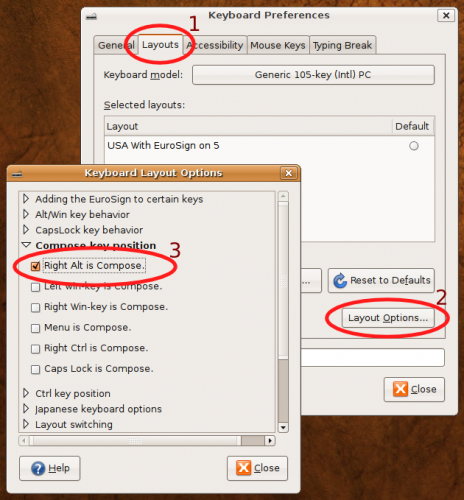 1
Keyboard Preferences
General Layouts Accessibility Mouse Keys Typing Break
Keyboard model: Generic 105-key (Intl) PC
Selected layouts:
Layout Default
USA With EuroSign on 5
Keyboard Layout Options
Adding the EuroSign to certain keys
Alt/Win key behavior
CapsLock key behavior
Compose key position
3
Right Alt is Compose.
Left Win-key is Compose.
Right Win-key is Compose.
Menu is Compose.
Right Ctrl is Compose.
Caps Lock is Compose.
Ctrl key position
Japanese keyboard options
Layout switching
Help Close
... Reset to Defaults
2
Layout Options...
Close